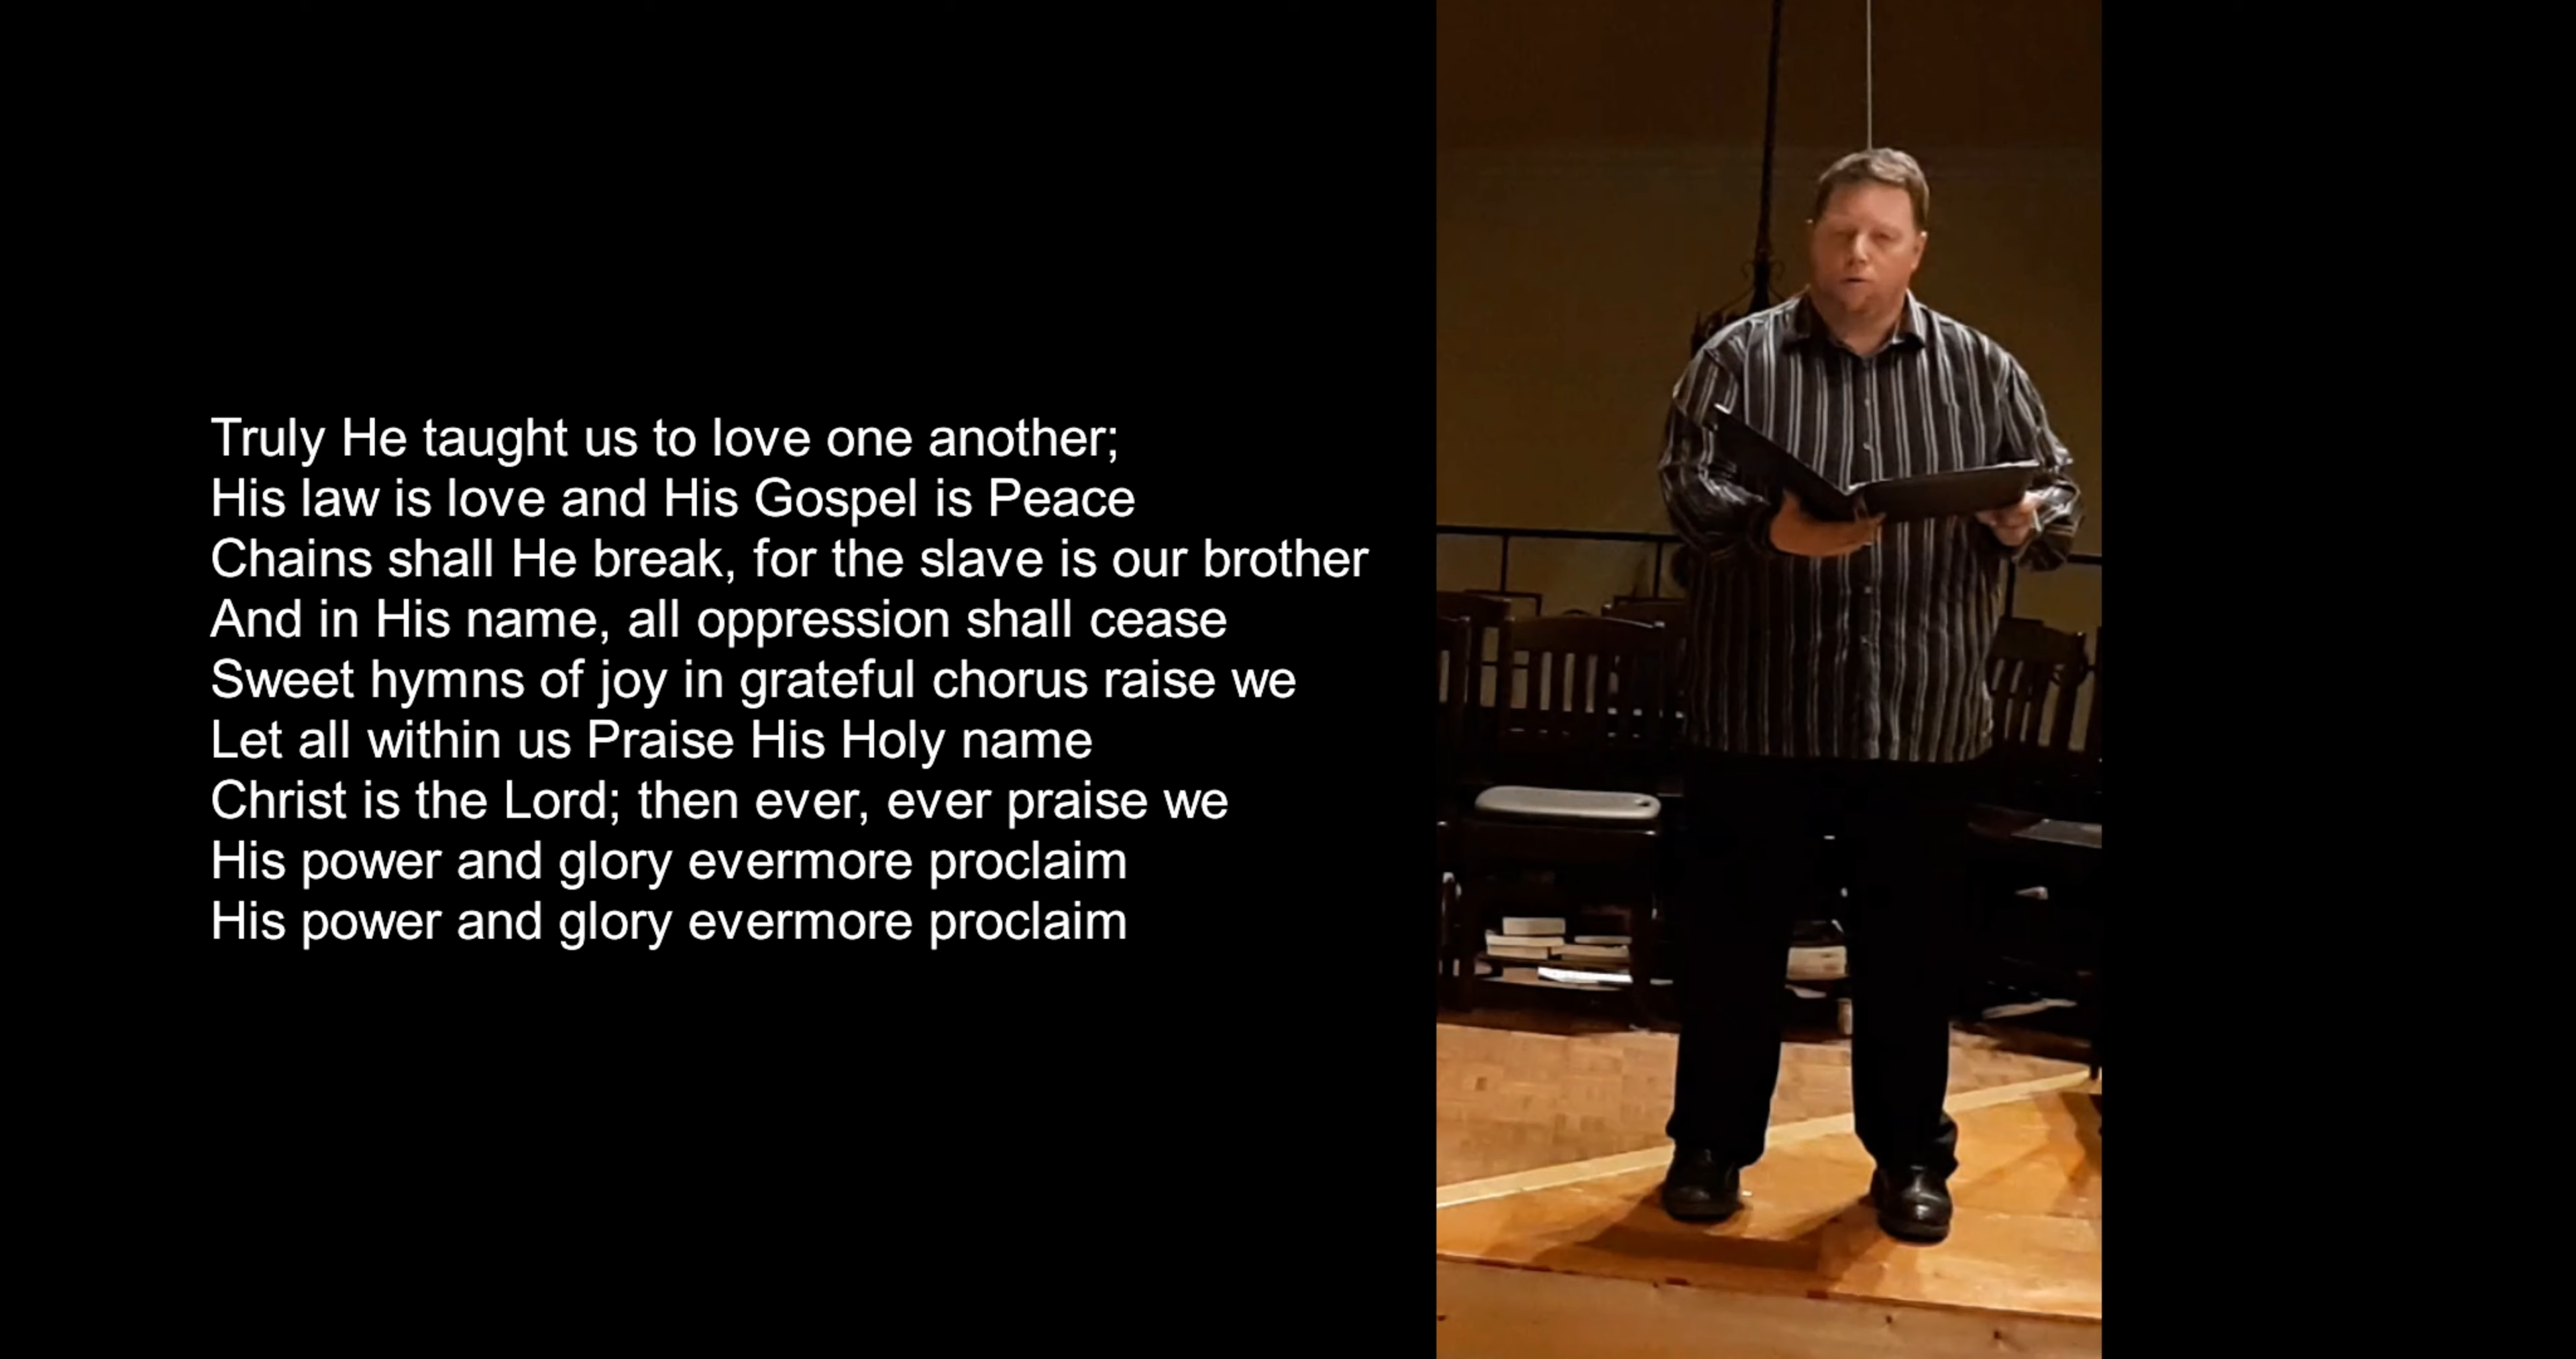 Truly He taught us to love one another;
His law is love and His Gospel is Peace
Chains shall He break, for the slave is our brother
And in His name, all oppression shall cease
Sweet hymns of joy in grateful chorus raise we
Let all within us Praise His Holy name
Christ is the Lord; then ever, ever praise we
His power and glory evermore proclaim
His power and glory evermore proclaim